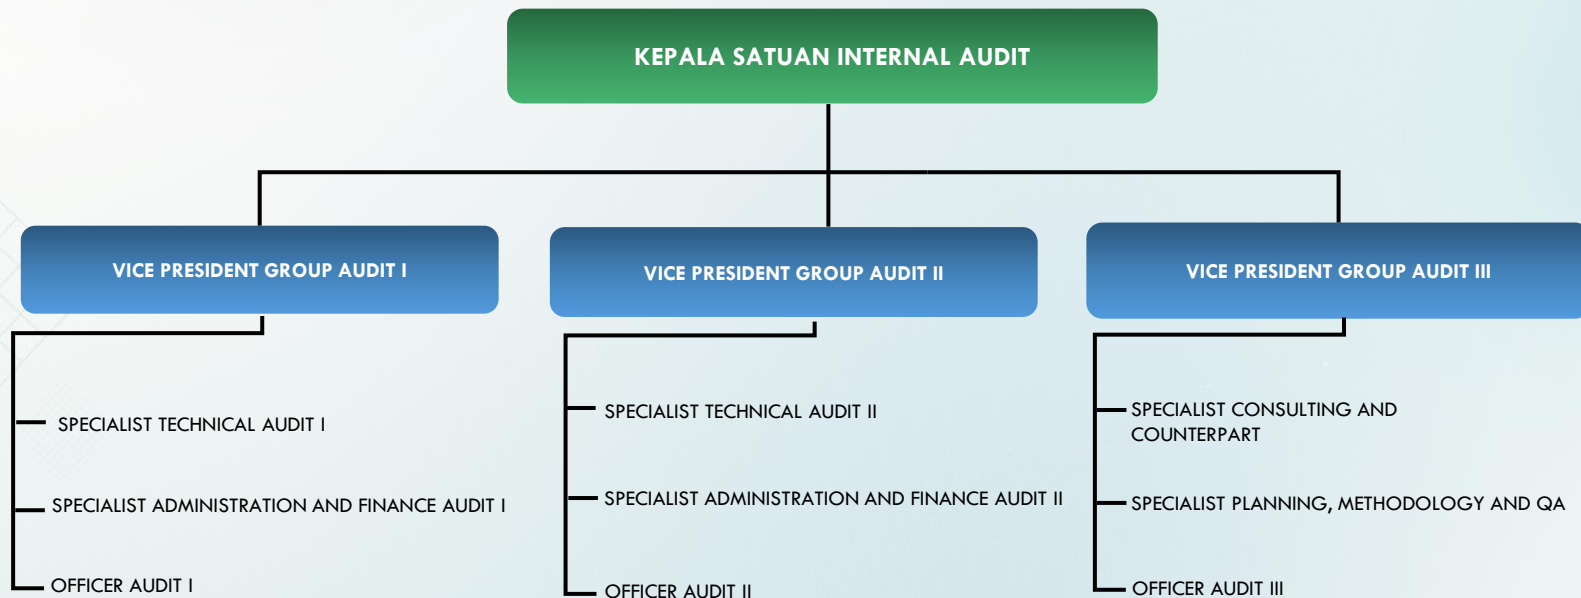 KEPALA SATUAN INTERNAL AUDIT
VICE PRESIDENT GROUP AUDIT I
VICE PRESIDENT GROUP AUDIT II
VICE PRESIDENT GROUP AUDIT III
SPECIALIST TECHNICAL AUDIT I
SPECIALIST ADMINISTRATION AND FINANCE AUDIT I
OFFICER AUDIT I
SPECIALIST TECHNICAL AUDIT II
SPECIALIST ADMINISTRATION AND FINANCE AUDIT II
OFFICER AUDIT II
SPECIALIST CONSULTING AND
COUNTERPART
SPECIALIST PLANNING, METHODOLOGY AND QA
OFFICER AUDIT III